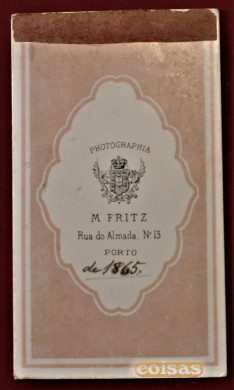 PHOTOGRAPHIA
M FRITZ
Rua do Almada. Nº 13
PORTO
de 1865.
coisas